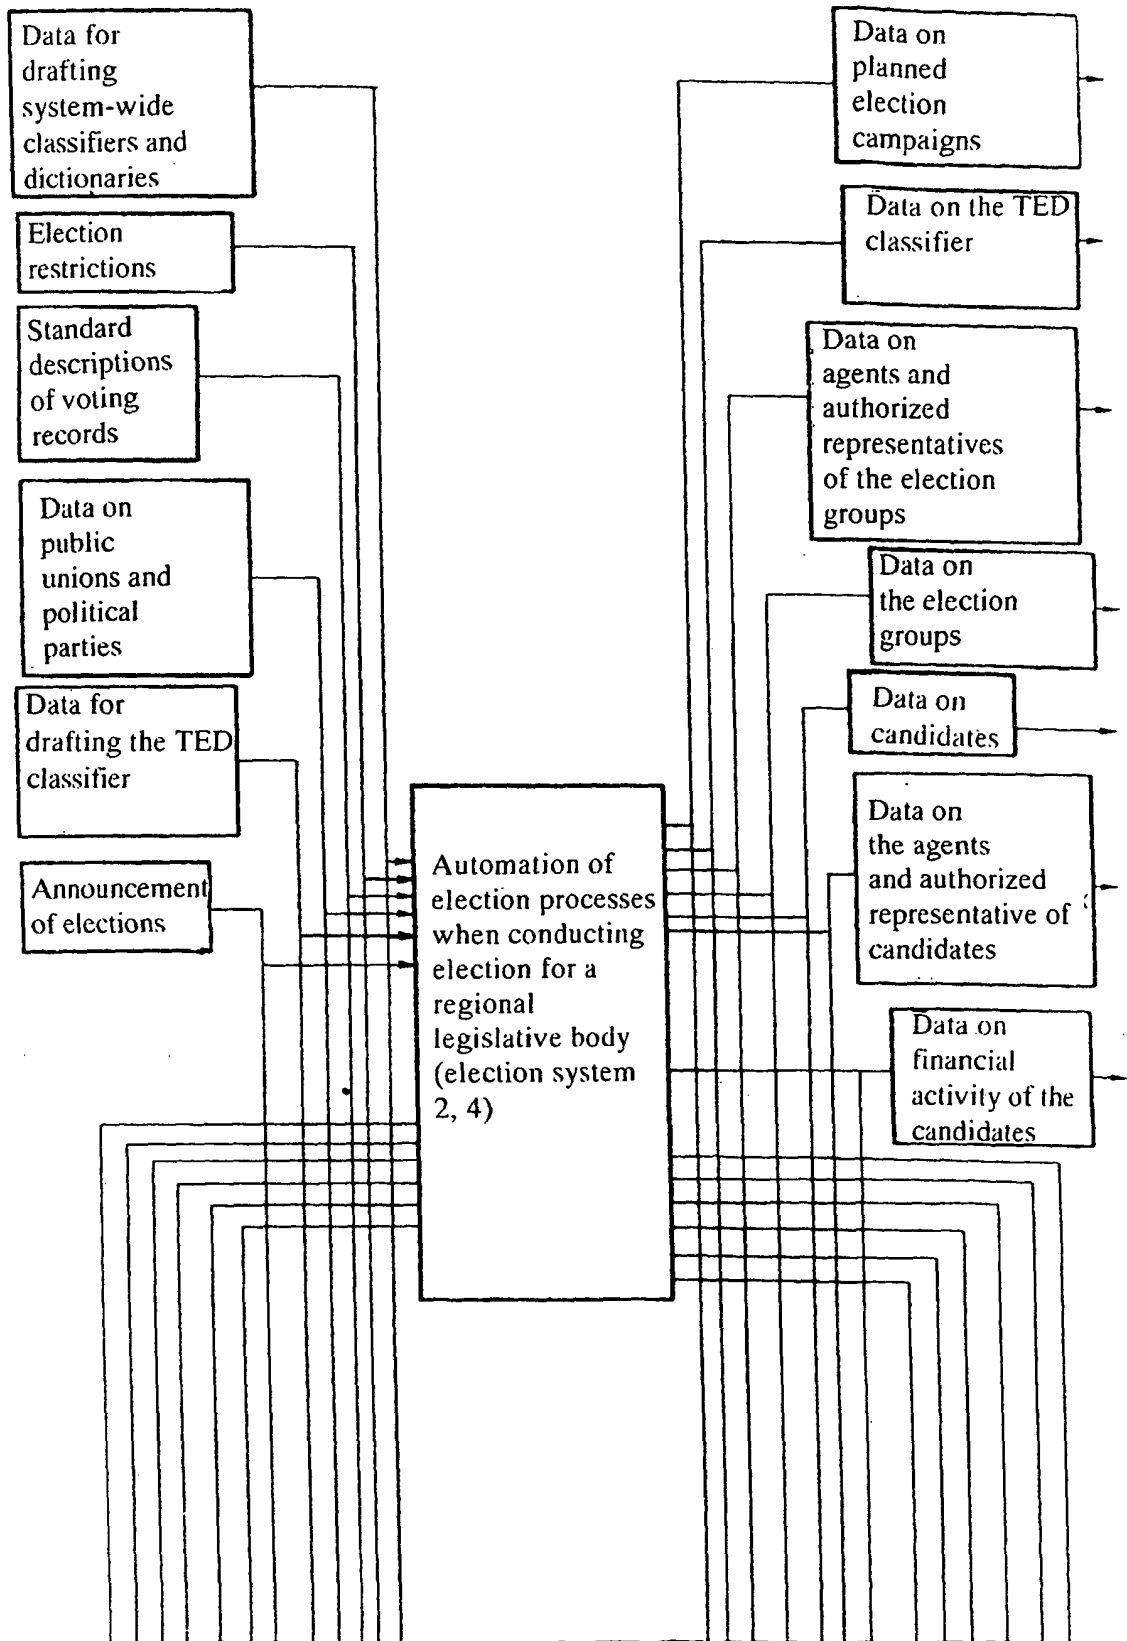 Data for
drafting
system-wide
classifiers and
dictionaries
Election
restrictions
Standard
descriptions
of voting
records
Data on
public
unions and
political
parties
Data for
drafting the TED
classifier
Announcement
of elections
Automation of
election processes
when conducting
election for a
regional
legislative body
(election system
2, 4)
Data on
planned
election
campaigns
Data on the TED
classifier
Data on
agents and
authorized
representatives
of the election
groups
Data on
the election
groups
Data on
candidates
Data on
the agents
and authorized
representative of
candidates
Data on
financial
activity of the
candidates